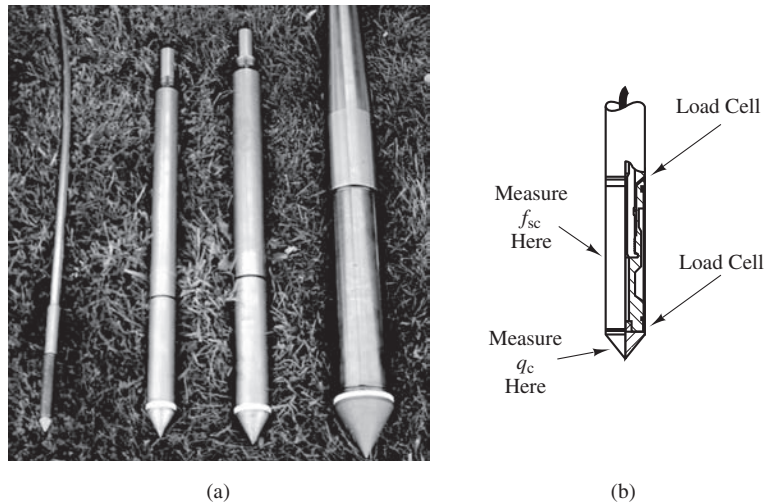 Load Cell
Measure
fsc
Here
Load Cell
Measure
qc
Here
(a)
(b)